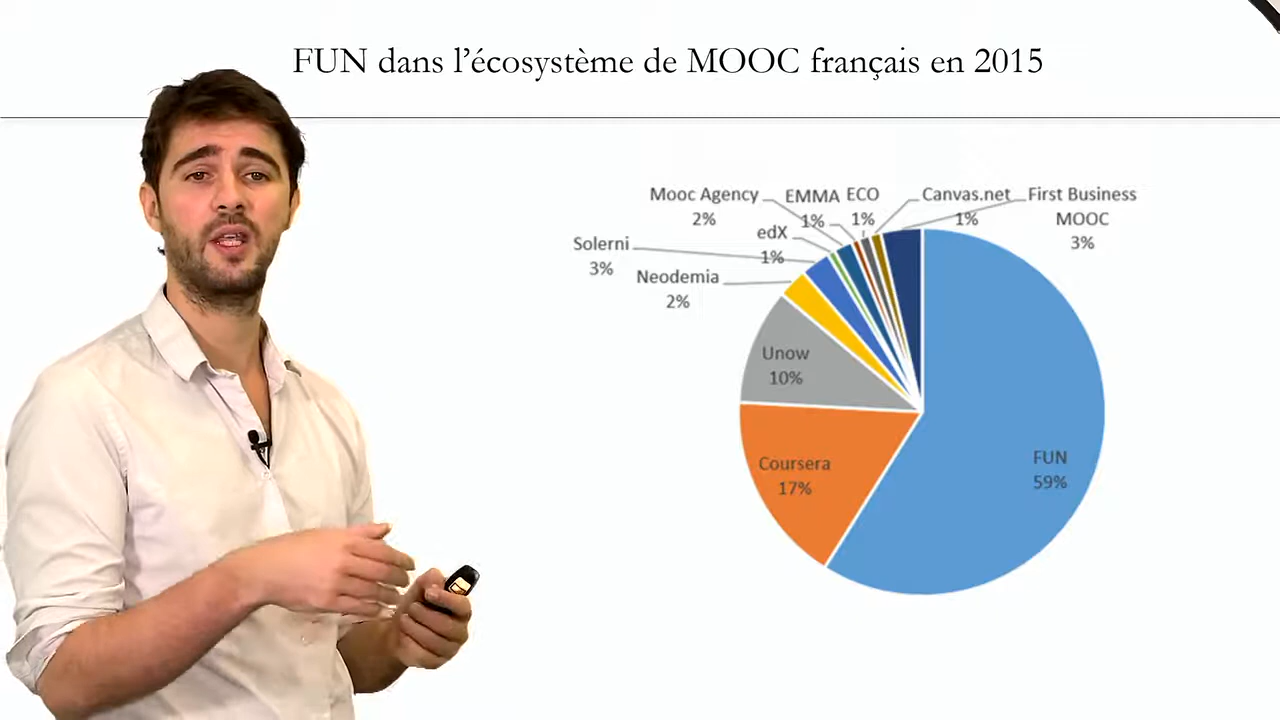 FUN dans l’écosystème de MOOC français en 2015
Mooc Agency
2%
EMMA
1%
ECO
1%
Canvas.net
1%
First Business
MOOC
3%
edX
1%
Solerni
3%
Neodemia
2%
Unow
10%
Coursera
17%
FUN
59%